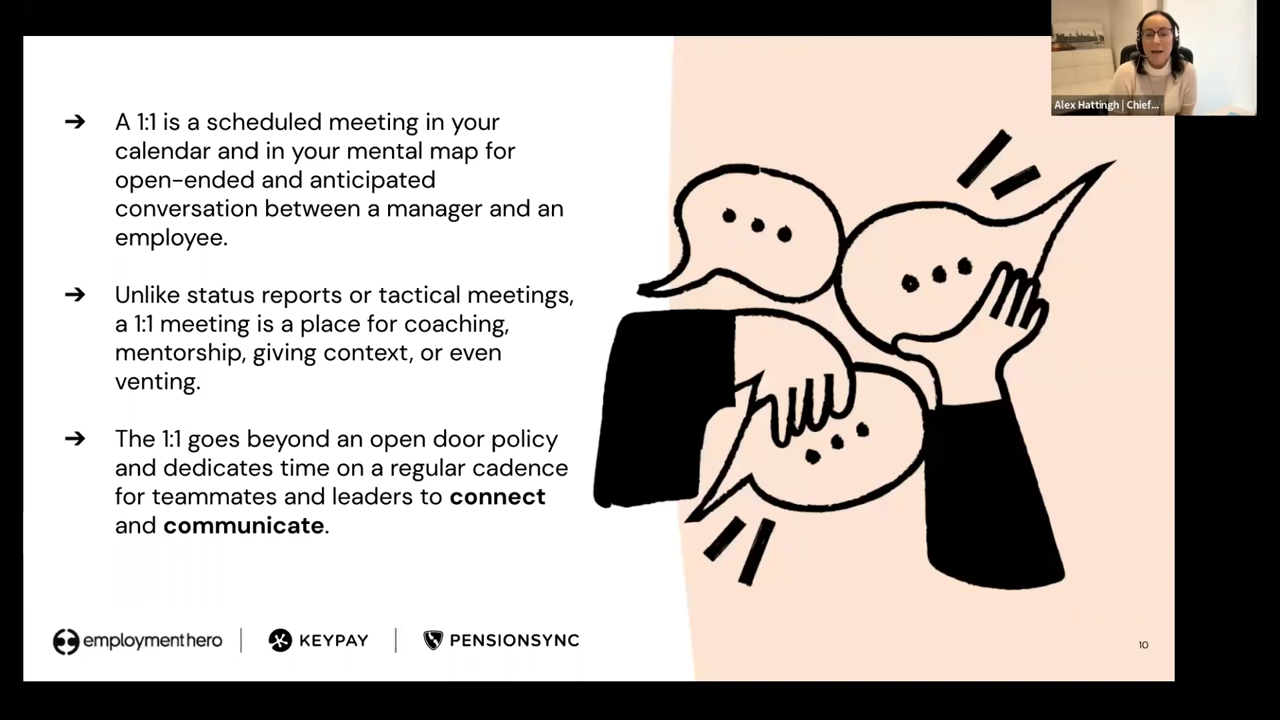 Alex Hattingh | Chief...
➔ A 1:1 is a scheduled meeting in your
calendar and in your mental map for
open-ended and anticipated
conversation between a manager and an
employee.
➔ Unlike status reports or tactical meetings,
a 1:1 meeting is a place for coaching,
mentorship, giving context, or even
venting.
➔ The 1:1 goes beyond an open door policy
and dedicates time on a regular cadence
for teammates and leaders to connect
and communicate.
employmenthero | KEYPAY | PENSIONSYNC
10